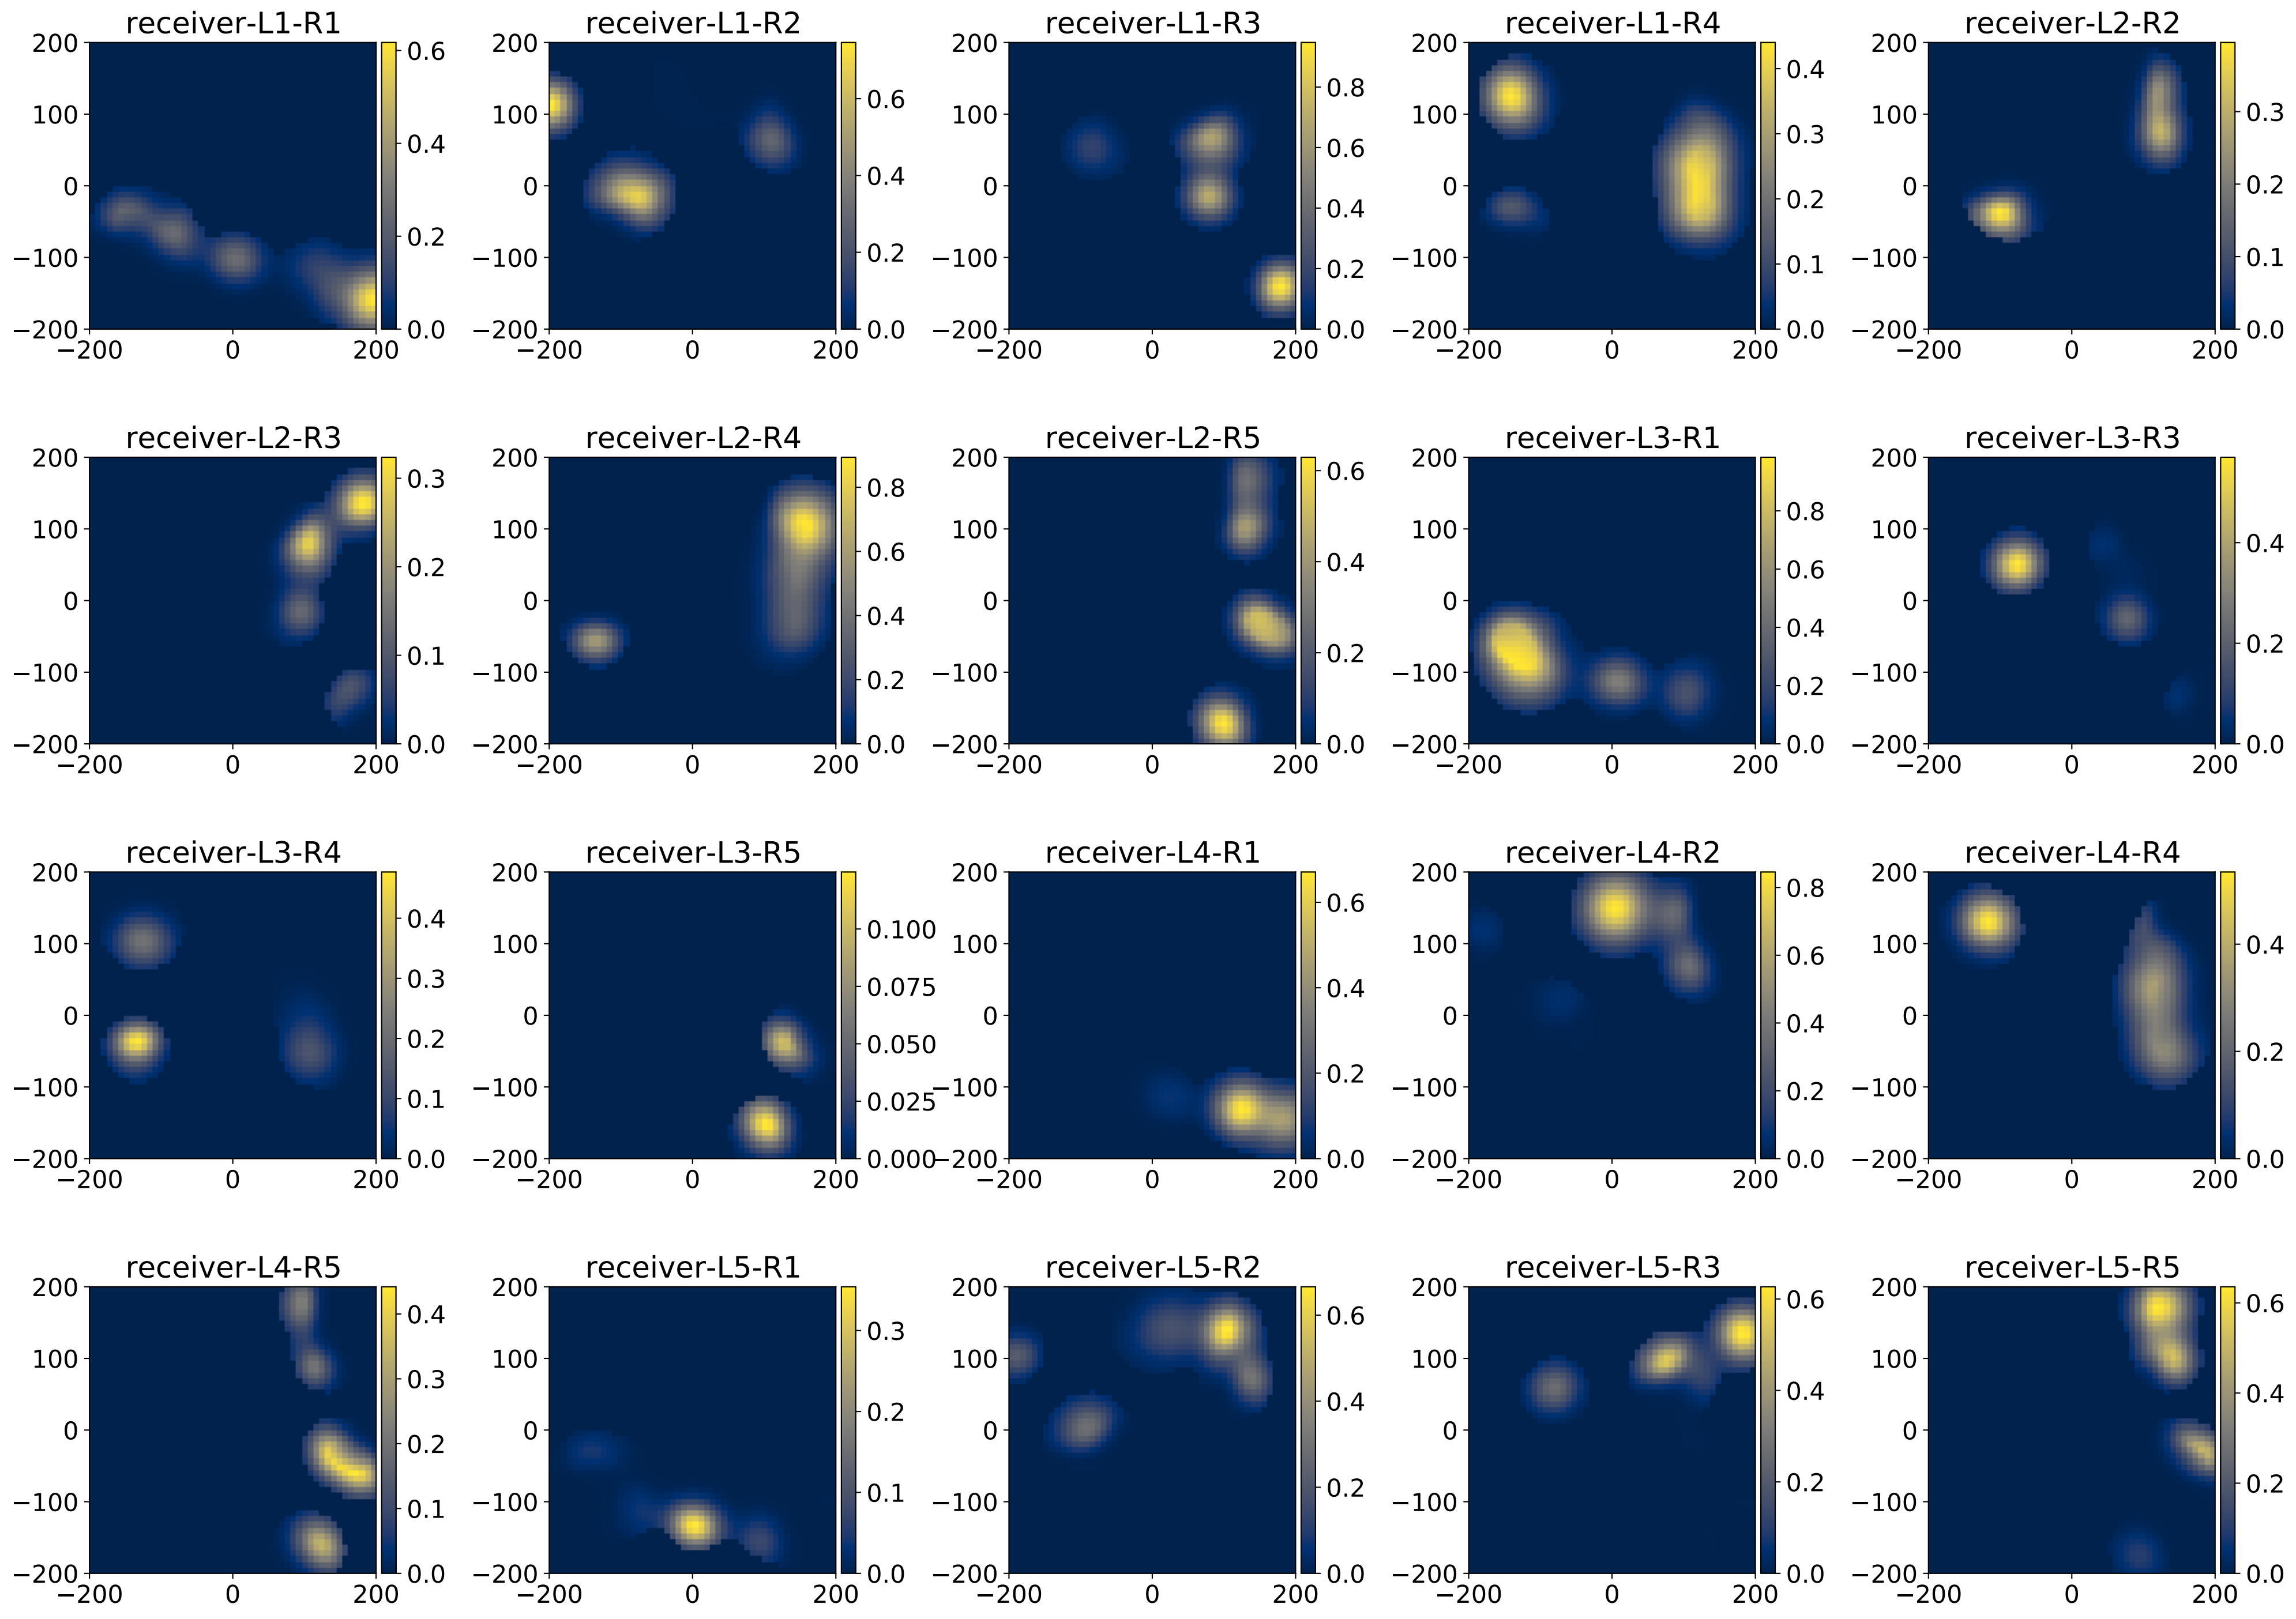 receiver-L1-R1 receiver-L1-R2 receiver-L1-R3 receiver-L1-R4 receiver-L2-R2
200 100 0 −100 −200 −200 0 200 0.6 0.4 0.2 0.0
200 100 0 −100 −200 −200 0 200 0.6 0.4 0.2 0.0
200 100 0 −100 −200 −200 0 200 0.8 0.6 0.4 0.2 0.0
200 100 0 −100 −200 −200 0 200 0.4 0.3 0.2 0.1 0.0
200 100 0 −100 −200 −200 0 200 0.3 0.2 0.1 0.0
receiver-L2-R3 receiver-L2-R4 receiver-L2-R5 receiver-L3-R1 receiver-L3-R3
200 100 0 −100 −200 −200 0 200 0.3 0.2 0.1 0.0
200 100 0 −100 −200 −200 0 200 0.8 0.6 0.4 0.2 0.0
200 100 0 −100 −200 −200 0 200 0.6 0.4 0.2 0.0
200 100 0 −100 −200 −200 0 200 0.8 0.6 0.4 0.2 0.0
200 100 0 −100 −200 −200 0 200 0.4 0.2 0.0
receiver-L3-R4 receiver-L3-R5 receiver-L4-R1 receiver-L4-R2 receiver-L4-R4
200 100 0 −100 −200 −200 0 200 0.4 0.3 0.2 0.1 0.0
200 100 0 −100 −200 −200 0 200 0.100 0.075 0.050 0.025 0.000
200 100 0 −100 −200 −200 0 200 0.6 0.4 0.2 0.0
200 100 0 −100 −200 −200 0 200 0.8 0.6 0.4 0.2 0.0
200 100 0 −100 −200 −200 0 200 0.4 0.2 0.0
receiver-L4-R5 receiver-L5-R1 receiver-L5-R2 receiver-L5-R3 receiver-L5-R5
200 100 0 −100 −200 −200 0 200 0.4 0.3 0.2 0.1 0.0
200 100 0 −100 −200 −200 0 200 0.3 0.2 0.1 0.0
200 100 0 −100 −200 −200 0 200 0.6 0.4 0.2 0.0
200 100 0 −100 −200 −200 0 200 0.6 0.4 0.2 0.0
200 100 0 −100 −200 −200 0 200 0.6 0.4 0.2 0.0